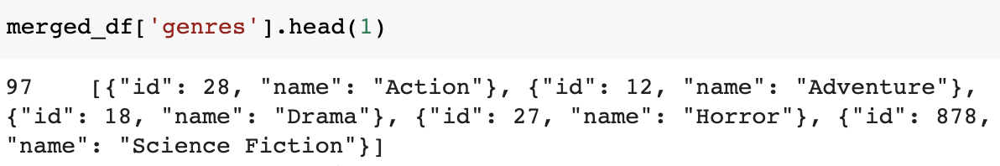 merged_df['genres'].head(1)
97    [{"id": 28, "name": "Action"}, {"id": 12, "name": "Adventure"},
{"id": 18, "name": "Drama"}, {"id": 27, "name": "Horror"}, {"id": 878,
"name": "Science Fiction"}]